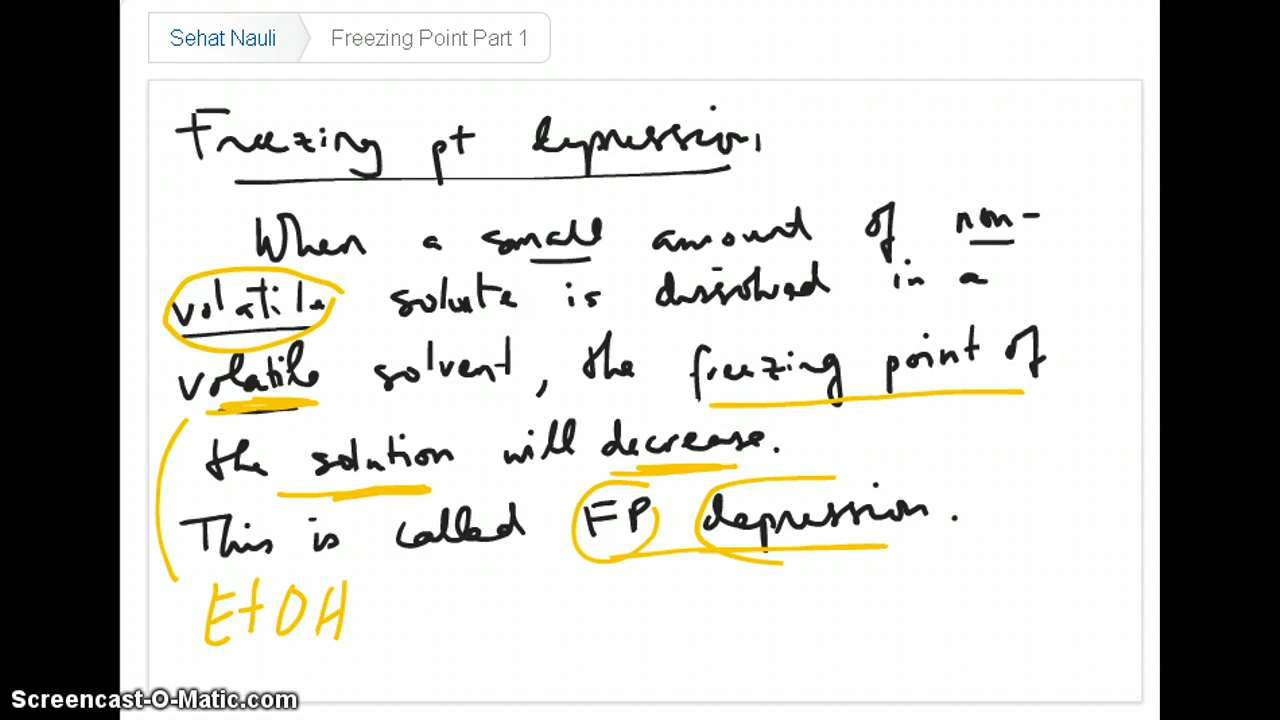 Sehat Nauli Freezing Point Part 1
Freezing pt depression
When a small amount of non-
volatile solute is dissolved in a
volatile solvent, the freezing point of
the solution will decrease.
This is called FP depression.
EtOH
Screencast-O-Matic.com